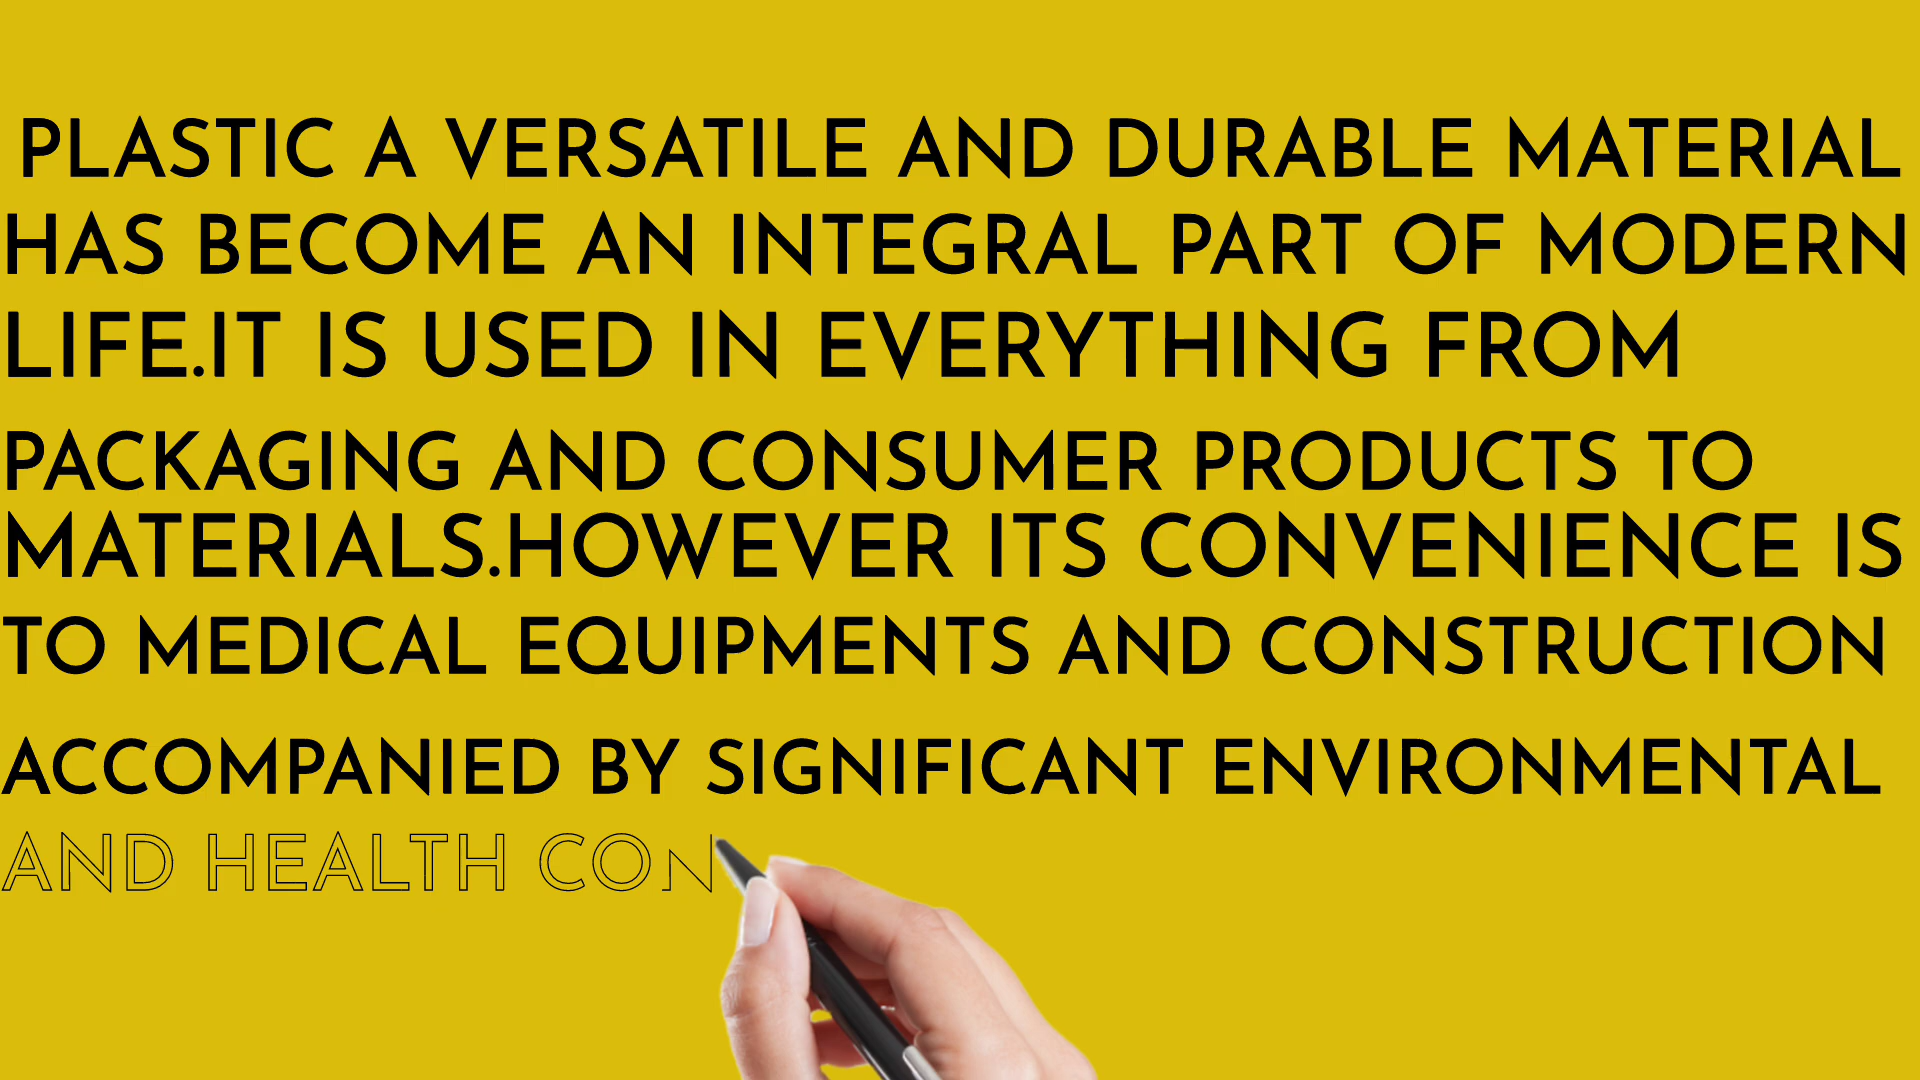 PLASTIC A VERSATILE AND DURABLE MATERIAL
HAS BECOME AN INTEGRAL PART OF MODERN
LIFE.IT IS USED IN EVERYTHING FROM
PACKAGING AND CONSUMER PRODUCTS TO
MATERIALS.HOWEVER ITS CONVENIENCE IS
TO MEDICAL EQUIPMENTS AND CONSTRUCTION
ACCOMPANIED BY SIGNIFICANT ENVIRONMENTAL
AND HEALTH CON